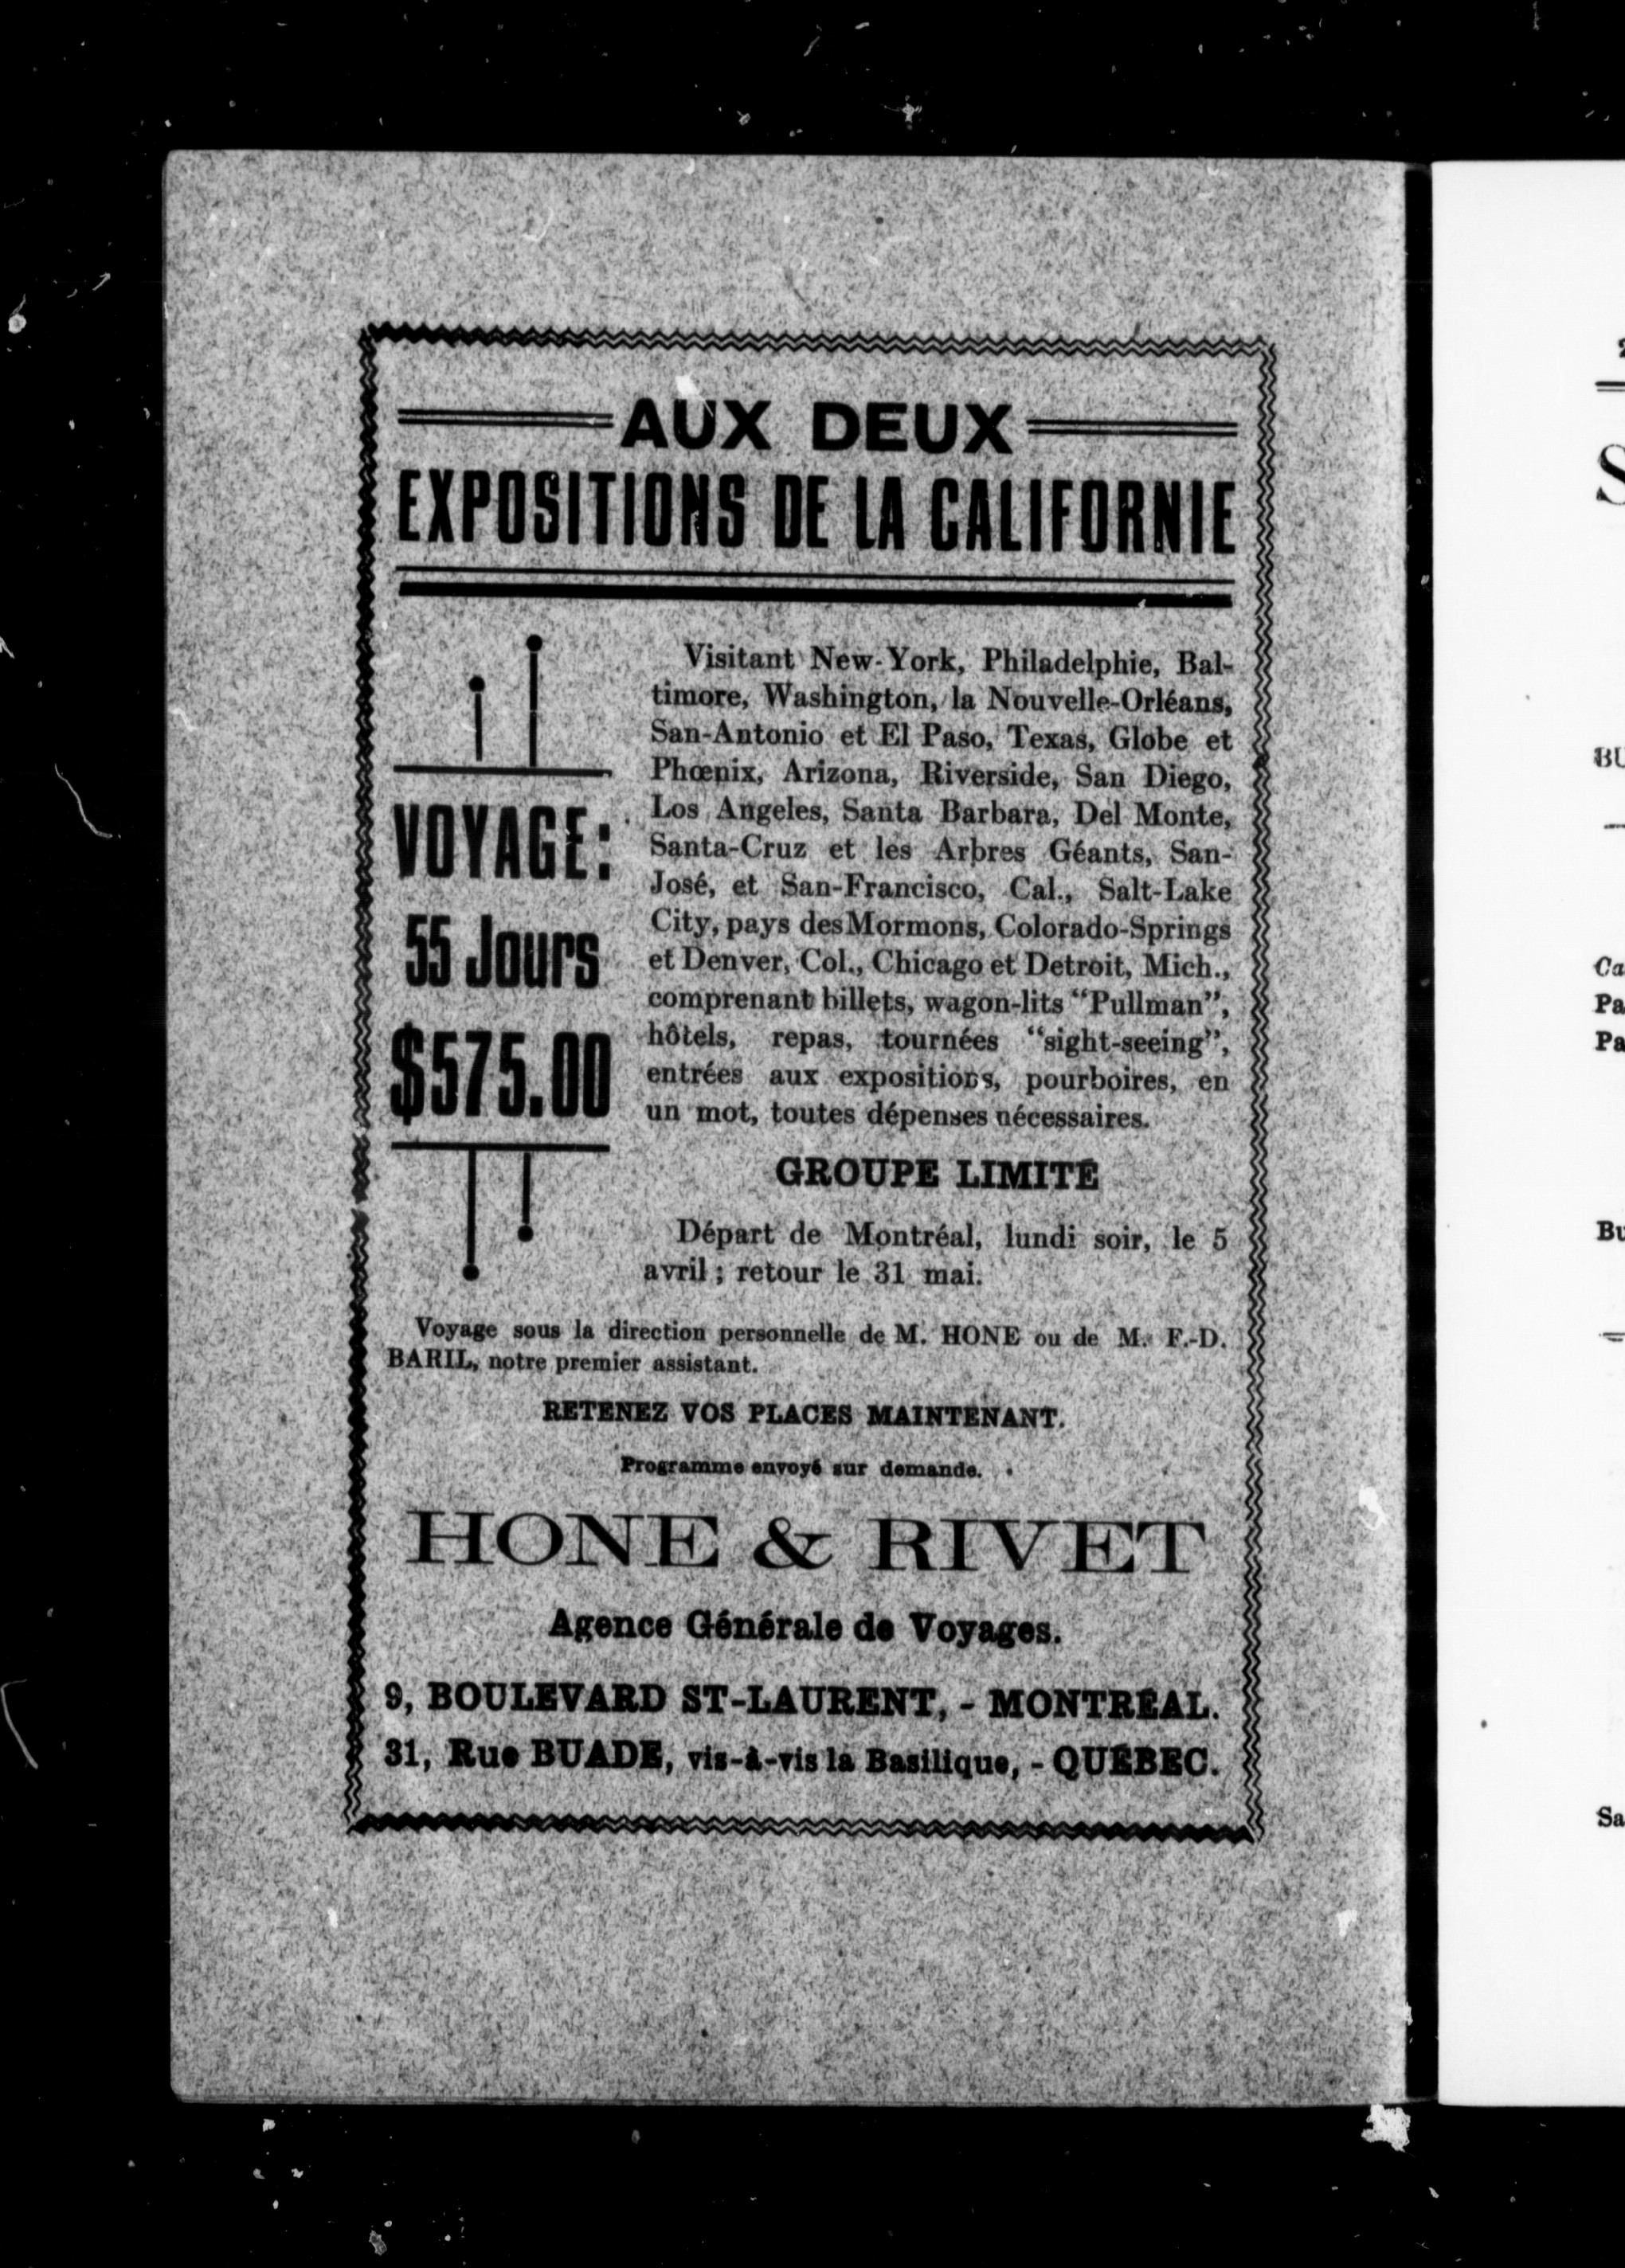 AUX DEUX
EXPOSITIONS DE LA CALIFORNIE
VOYAGE:
55 Jours
$575.00
Visitant New-York, Philadelphie, Bal-
timore, Washington, la Nouvelle-Orléans,
San-Antonio et El Paso, Texas, Globe et
Phœnix, Arizona, Riverside, San Diego,
Los Angeles, Santa Barbara, Del Monte,
Santa-Cruz et les Arbres Géants, San-
José, et San-Francisco, Cal., Salt-Lake
City, pays des Mormons, Colorado-Springs
et Denver, Col., Chicago et Detroit, Mich.,
comprenant billets, wagon-lits "Pullman",
hôtels, repas, tournées "sight-seeing",
entrées aux expositions, pourboires, en
un mot, toutes dépenses nécessaires.
GROUPE LIMITÉ
Départ de Montréal, lundi soir, le 5
avril ; retour le 31 mai.
Voyage sous la direction personnelle de M. HONE ou de M. F.-D.
BARIL, notre premier assistant.
RETENEZ VOS PLACES MAINTENANT.
Programme envoyé sur demande.
HONE & RIVET
Agence Générale de Voyages.
9, BOULEVARD ST-LAURENT, - MONTRÉAL.
31, Rue BUADE, vis-à-vis la Basilique, - QUÉBEC.
S
BU
Ca
Pa
Pa
Bu
Sa